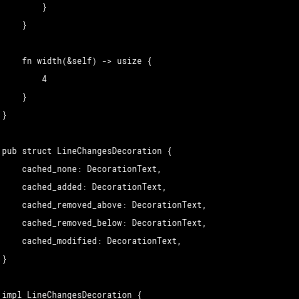 }
    }

    fn width(&self) -> usize {
        4
    }
}

pub struct LineChangesDecoration {
    cached_none: DecorationText,
    cached_added: DecorationText,
    cached_removed_above: DecorationText,
    cached_removed_below: DecorationText,
    cached_modified: DecorationText,
}

impl LineChangesDecoration {